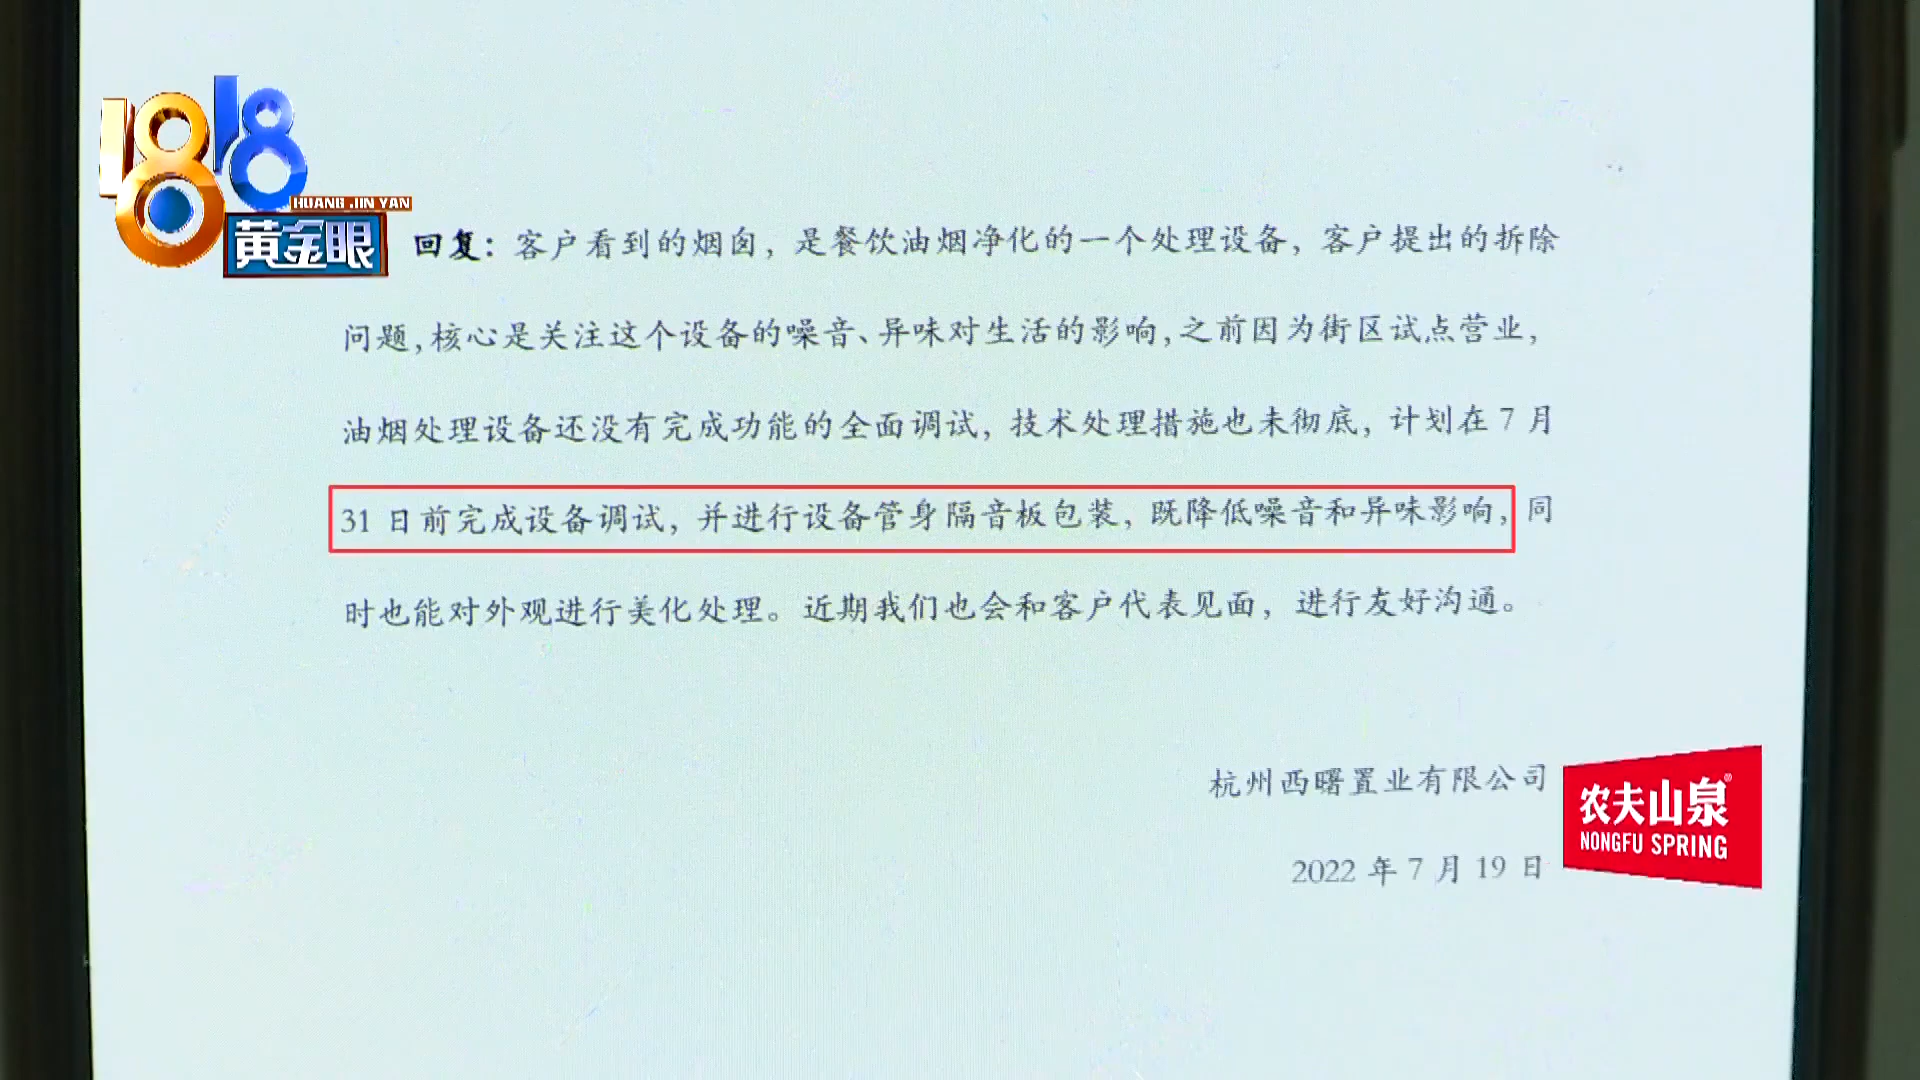 1818
HUANG JIN YAN
黄金眼
回复：客户看到的烟囱，是餐饮油烟净化的一个处理设备，客户提出的拆除
问题，核心是关注这个设备的噪音、异味对生活的影响，之前因为街区试点营业，
油烟处理设备还没有完成功能的全面调试，技术处理措施也未彻底，计划在 7 月
31 日前完成设备调试，并进行设备管身隔音板包装，既降低噪音和异味影响，同
时也能对外观进行美化处理。近期我们也会和客户代表见面，进行友好沟通。
杭州西曙置业有限公司
2022 年 7 月 19 日
农夫山泉®
NONGFU SPRING